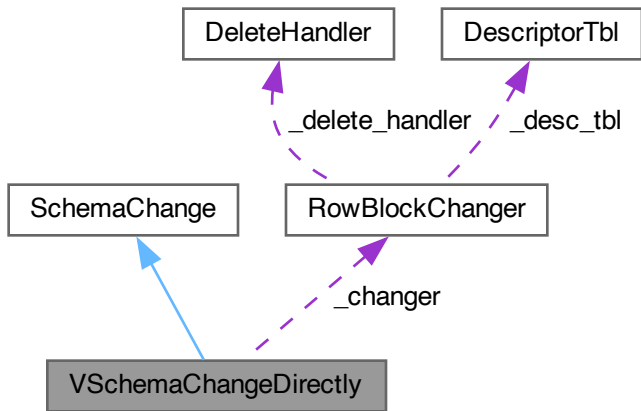 DeleteHandler
DescriptorTbl
_delete_handler
_desc_tbl
SchemaChange
RowBlockChanger
_changer
VSchemaChangeDirectly